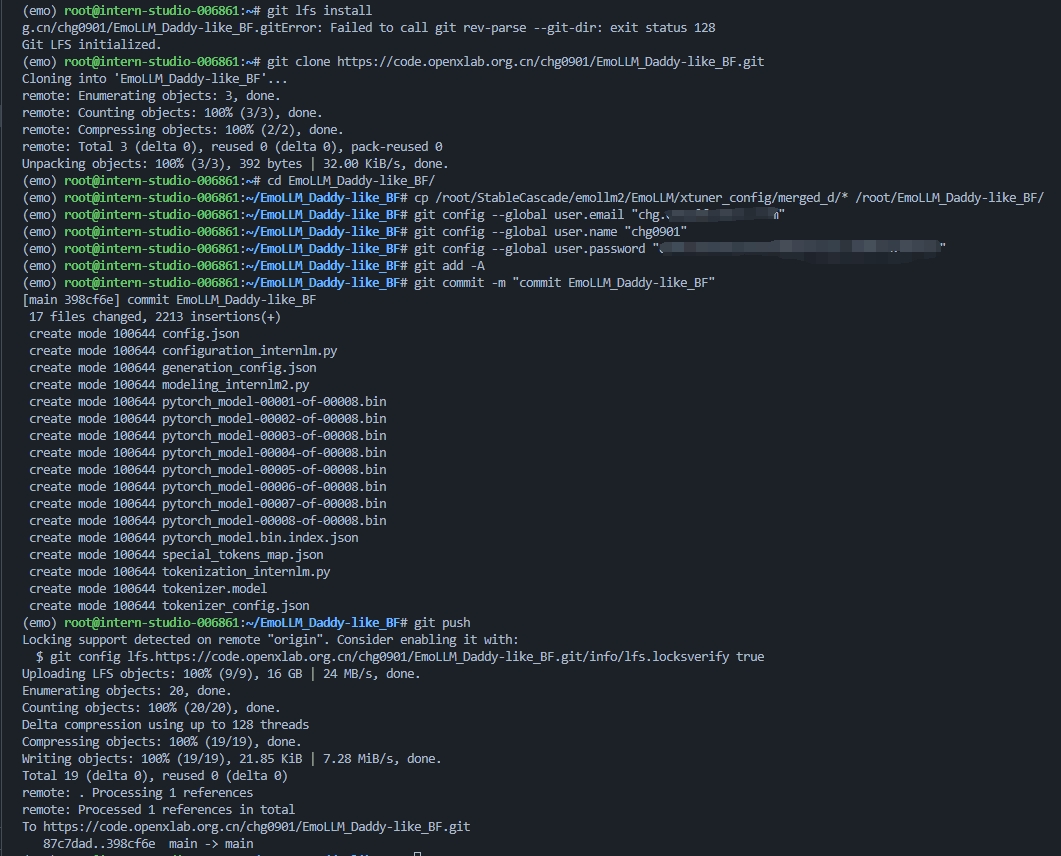 (emo) root@intern-studio-006861:~# git lfs install
g.cn/chg0901/EmoLLM_Daddy-like_BF.gitError: Failed to call git rev-parse --git-dir: exit status 128
Git LFS initialized.
(emo) root@intern-studio-006861:~# git clone https://code.openxlab.org.cn/chg0901/EmoLLM_Daddy-like_BF.git
Cloning into 'EmoLLM_Daddy-like_BF'...
remote: Enumerating objects: 3, done.
remote: Counting objects: 100% (3/3), done.
remote: Compressing objects: 100% (2/2), done.
remote: Total 3 (delta 0), reused 0 (delta 0), pack-reused 0
Unpacking objects: 100% (3/3), 392 bytes | 32.00 KiB/s, done.
(emo) root@intern-studio-006861:~# cd EmoLLM_Daddy-like_BF/
(emo) root@intern-studio-006861:~/EmoLLM_Daddy-like_BF# cp /root/StableCascade/emollm2/EmoLLM/xtuner_config/merged_d/* /root/EmoLLM_Daddy-like_BF/
(emo) root@intern-studio-006861:~/EmoLLM_Daddy-like_BF# git config --global user.email "chg."
(emo) root@intern-studio-006861:~/EmoLLM_Daddy-like_BF# git config --global user.name "chg0901"
(emo) root@intern-studio-006861:~/EmoLLM_Daddy-like_BF# git config --global user.password ""
(emo) root@intern-studio-006861:~/EmoLLM_Daddy-like_BF# git add -A
(emo) root@intern-studio-006861:~/EmoLLM_Daddy-like_BF# git commit -m "commit EmoLLM_Daddy-like_BF"
[main 398cf6e] commit EmoLLM_Daddy-like_BF
17 files changed, 2213 insertions(+)
create mode 100644 config.json
create mode 100644 configuration_internlm.py
create mode 100644 generation_config.json
create mode 100644 modeling_internlm2.py
create mode 100644 pytorch_model-00001-of-00008.bin
create mode 100644 pytorch_model-00002-of-00008.bin
create mode 100644 pytorch_model-00003-of-00008.bin
create mode 100644 pytorch_model-00004-of-00008.bin
create mode 100644 pytorch_model-00005-of-00008.bin
create mode 100644 pytorch_model-00006-of-00008.bin
create mode 100644 pytorch_model-00007-of-00008.bin
create mode 100644 pytorch_model-00008-of-00008.bin
create mode 100644 pytorch_model.bin.index.json
create mode 100644 special_tokens_map.json
create mode 100644 tokenization_internlm.py
create mode 100644 tokenizer.model
create mode 100644 tokenizer_config.json
(emo) root@intern-studio-006861:~/EmoLLM_Daddy-like_BF# git push
Locking support detected on remote "origin". Consider enabling it with:
$ git config lfs.https://code.openxlab.org.cn/chg0901/EmoLLM_Daddy-like_BF.git/info/lfs.locksverify true
Uploading LFS objects: 100% (9/9), 16 GB | 24 MB/s, done.
Enumerating objects: 20, done.
Counting objects: 100% (20/20), done.
Delta compression using up to 128 threads
Compressing objects: 100% (19/19), done.
Writing objects: 100% (19/19), 21.85 KiB | 7.28 MiB/s, done.
Total 19 (delta 0), reused 0 (delta 0)
remote: . Processing 1 references
remote: Processed 1 references in total
To https://code.openxlab.org.cn/chg0901/EmoLLM_Daddy-like_BF.git
87c7dad..398cf6e  main -> main